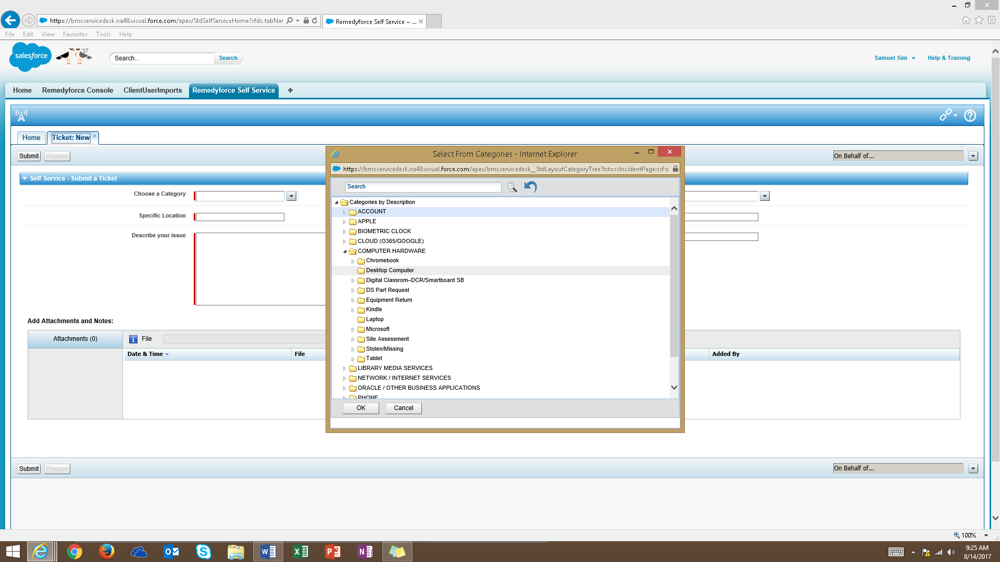 https://bmcservicedesk.na48.visual.force.com/apex/StdSelfServiceHome?sfdc.tabNar
Remedyforce Self Service ~ ...
File Edit View Favorites Tools Help
salesforce
'17
Search...
Search
Samuel Sim
Help & Training
Home
Remedyforce Console
ClientUserImports
Remedyforce Self Service
+
Home
Ticket: New
Submit
Reopen
On Behalf of...
Select From Categories - Internet Explorer
https://bmcservicedesk.na48.visual.force.com/apex/bmcservicedesk__StdLayoutCategoryTree?txt=ssIncidentPage:ssFo
Self Service - Submit a Ticket
Choose a Category
Specific Location
Describe your issue
Search
Categories by Description
ACCOUNT
APPLE
BIOMETRIC CLOCK
CLOUD (O365/GOOGLE)
COMPUTER HARDWARE
Chromebook
Desktop Computer
Digital Classrom--DCR/Smartboard SB
DS Part Request
Equipment Return
Kindle
Laptop
Microsoft
Site Assessment
Stolen/Missing
Tablet
LIBRARY MEDIA SERVICES
NETWORK / INTERNET SERVICES
ORACLE / OTHER BUSINESS APPLICATIONS
PHONE
OK
Cancel
Add Attachments and Notes:
Attachments (0)
File
Date & Time
File
Added By
Submit
Reopen
On Behalf of...
100%
9:25 AM
8/14/2017